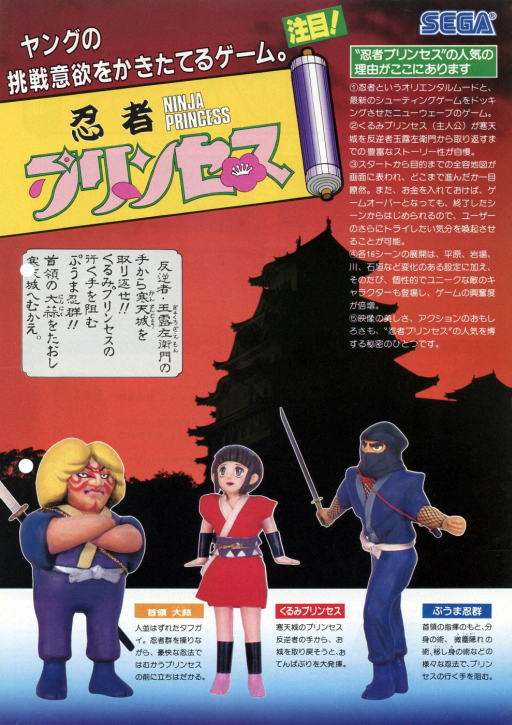 ヤングの
挑戦意欲をかきたてるゲーム。
注目!
SEGA®
忍者
NINJA
PRINCESS
プリンセス
“忍者プリンセス”の人気の
理由がここにあります
①忍者というオリエンタルムードと、
最新のシューティングゲームをドッキ
ングさせたニューウェーブのゲーム。
②くるみプリンセス（主人公）が寒天
城を反逆者玉露左衛門から取り返すま
での豊富なストーリー性が自慢。
③スタートから目的までの全容地図が
画面に表われ、どこまで進んだか一目
瞭然。また、お金を入れておけば、ゲ
ームオーバーとなっても、終了したシ
ーンからはじめられるので、ユーザー
のさらにトライしたい気分を喚起させ
ることが可能。
④各16シーンの展開は、平原、岩場、
川、石垣など変化のある設定に加え、
そのたび、個性的でユニークな敵のキ
ャラクターも登場し、ゲームの興奮度
が倍増。
⑤映像の美しさ、アクションのおもし
ろさも、“忍者プリンセス”の人気を博
する秘密のひとつです。
反逆者・玉露左衛門の
ぎょくろざえもん
手から寒天城を
かんてんじょう
取り返せ!!
くるみプリンセスの
行く手を阻む
ぷうま忍群!!
首領の大蒜をたおし
寒天城へむかえ。
首領 大蒜
人並はずれたタフガ
イ。忍者群を操りな
がら、豪快な忍法で
はむかうプリンセス
の前に立ちはだかる。
くるみプリンセス
寒天城のプリンセス
反逆者の手から、お
城を取り戻そうと、お
てんばぶりを大発揮。
ぷうま忍群
首領の指揮のもと、分
身の術、微塵隠れの
術、移し身の術などの
様々な忍法で、プリン
セスの行く手を阻む。